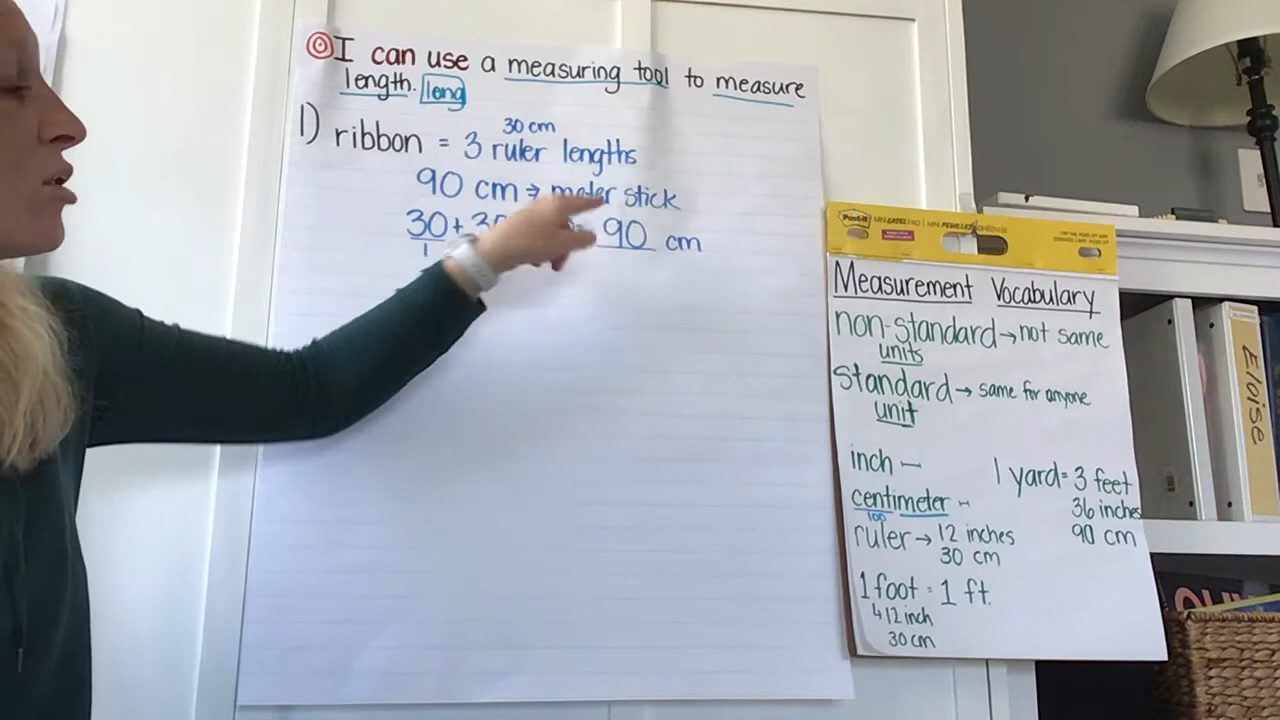 I can use a measuring tool to measure
length. long
1) ribbon = 3 ruler lengths
30 cm
90 cm → meter stick
30 + 30 = 90 cm
1
Post-it
Measurement Vocabulary
non-standard → not same
units
standard → same for anyone
unit
inch
centimeter
100
ruler → 12 inches
30 cm
1 foot = 1 ft.
↳ 12 inch
30 cm
1 yard = 3 feet
36 inches
90 cm
Eloise